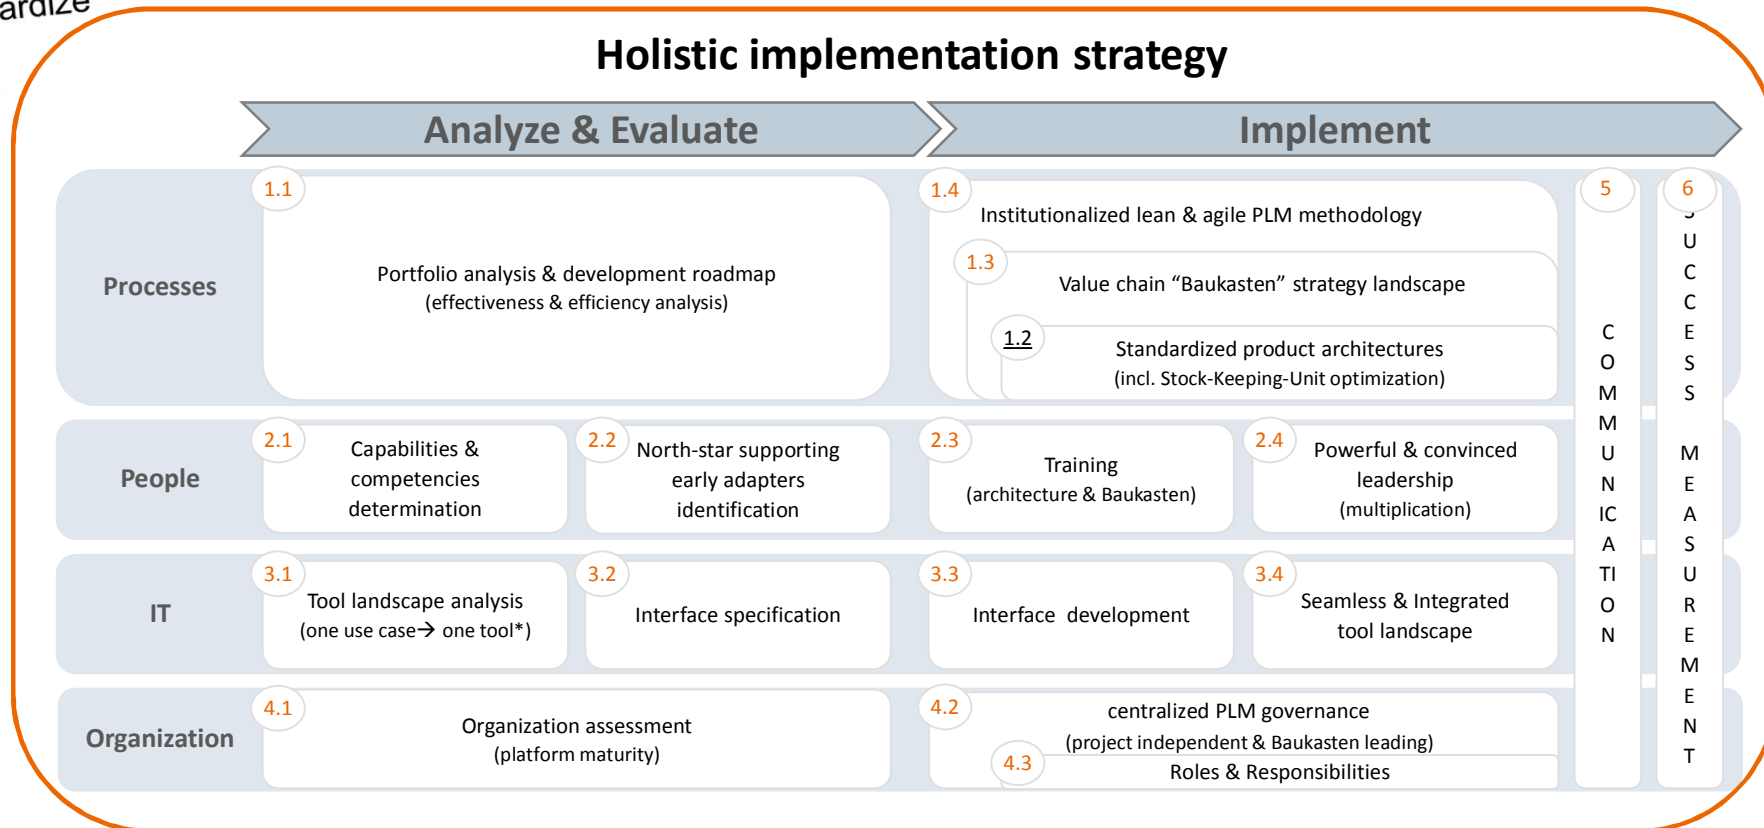 ardize
Holistic implementation strategy
Analyze & Evaluate
Implement
Processes
1.1
Portfolio analysis & development roadmap
(effectiveness & efficiency analysis)
1.4
Institutionalized lean & agile PLM methodology
1.3
Value chain “Baukasten” strategy landscape
1.2
Standardized product architectures
(incl. Stock-Keeping-Unit optimization)
People
2.1
Capabilities &
competencies
determination
2.2
North-star supporting
early adapters
identification
2.3
Training
(architecture & Baukasten)
2.4
Powerful & convinced
leadership
(multiplication)
IT
3.1
Tool landscape analysis
(one use case→ one tool*)
3.2
Interface specification
3.3
Interface  development
3.4
Seamless & Integrated
tool landscape
Organization
4.1
Organization assessment
(platform maturity)
4.2
centralized PLM governance
(project independent & Baukasten leading)
4.3
Roles & Responsibilities
5
C
O
M
M
U
N
IC
A
TI
O
N
6
S
U
C
C
E
S
S
M
E
A
S
U
R
E
M
E
N
T